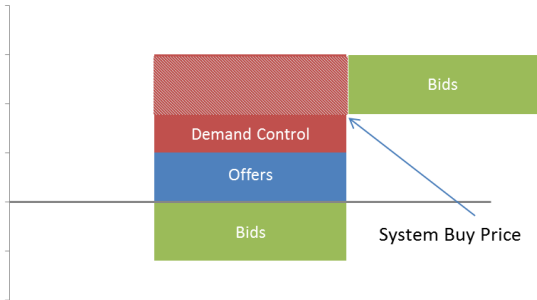 Bids
Demand Control
Offers
Bids
System Buy Price